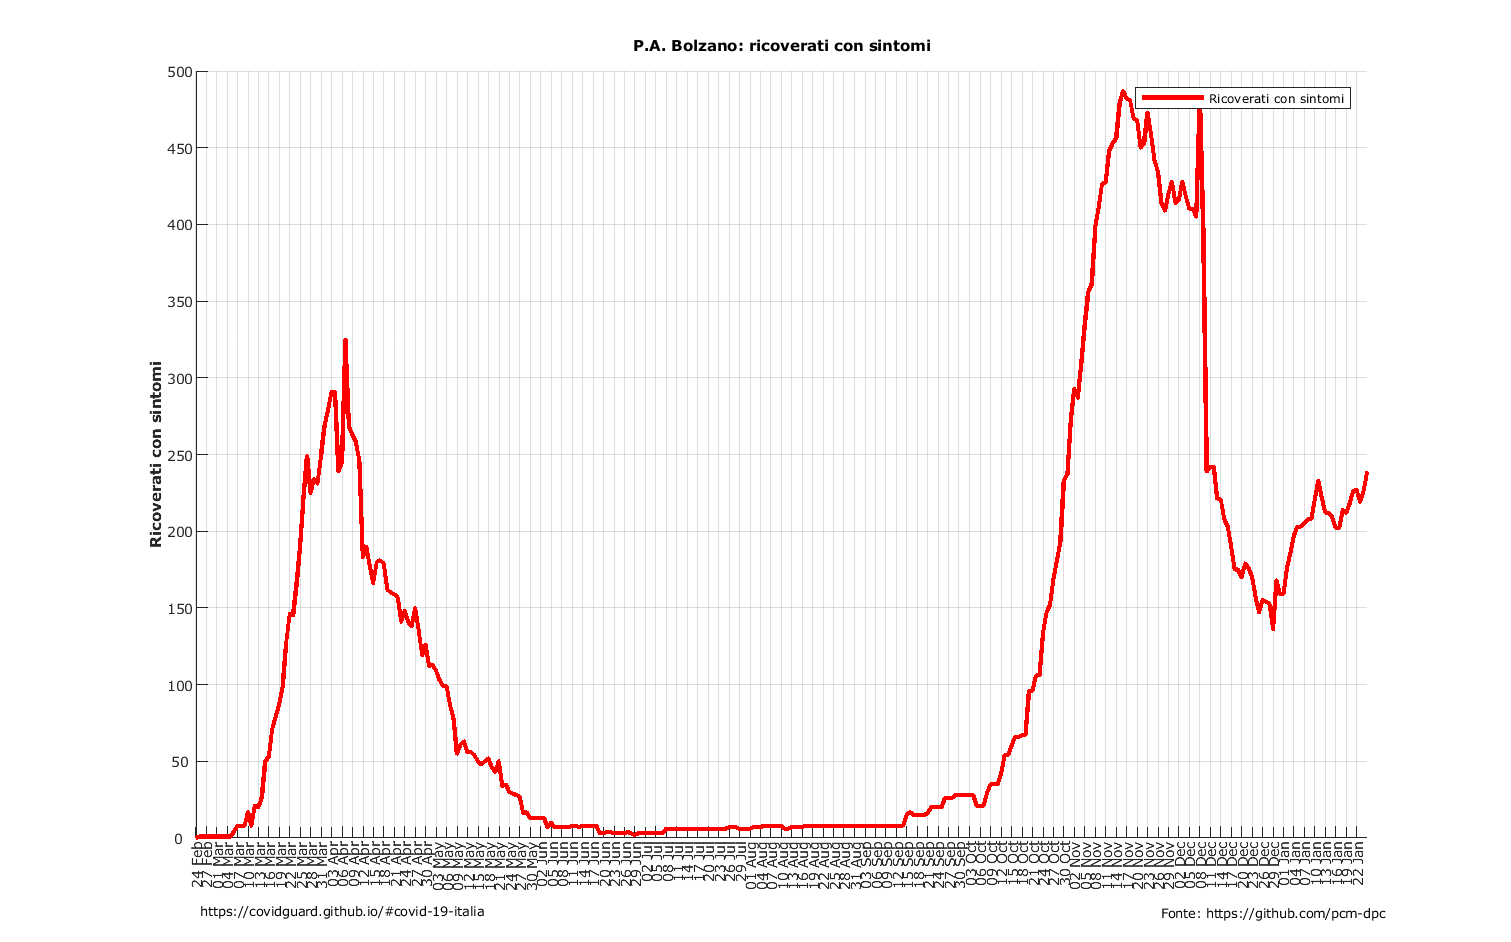 P.A. Bolzano: ricoverati con sintomi
Ricoverati con sintomi
500
450
400
350
300
250
200
150
100
50
0
Ricoverati con sintomi
24 Feb
27 Feb
01 Mar
04 Mar
07 Mar
10 Mar
13 Mar
16 Mar
19 Mar
22 Mar
25 Mar
28 Mar
31 Mar
03 Apr
06 Apr
09 Apr
12 Apr
15 Apr
18 Apr
21 Apr
24 Apr
27 Apr
30 Apr
03 May
06 May
09 May
12 May
15 May
18 May
21 May
24 May
27 May
30 May
02 Jun
05 Jun
08 Jun
11 Jun
14 Jun
17 Jun
20 Jun
23 Jun
26 Jun
29 Jun
02 Jul
05 Jul
08 Jul
11 Jul
14 Jul
17 Jul
20 Jul
23 Jul
26 Jul
29 Jul
01 Aug
04 Aug
07 Aug
10 Aug
13 Aug
16 Aug
19 Aug
22 Aug
25 Aug
28 Aug
31 Aug
03 Sep
06 Sep
09 Sep
12 Sep
15 Sep
18 Sep
21 Sep
24 Sep
27 Sep
30 Sep
03 Oct
06 Oct
09 Oct
12 Oct
15 Oct
18 Oct
21 Oct
24 Oct
27 Oct
30 Oct
02 Nov
05 Nov
08 Nov
11 Nov
14 Nov
17 Nov
20 Nov
23 Nov
26 Nov
29 Nov
02 Dec
05 Dec
08 Dec
11 Dec
14 Dec
17 Dec
20 Dec
23 Dec
26 Dec
29 Dec
01 Jan
04 Jan
07 Jan
10 Jan
13 Jan
16 Jan
19 Jan
22 Jan
https://covidguard.github.io/#covid-19-italia
Fonte: https://github.com/pcm-dpc